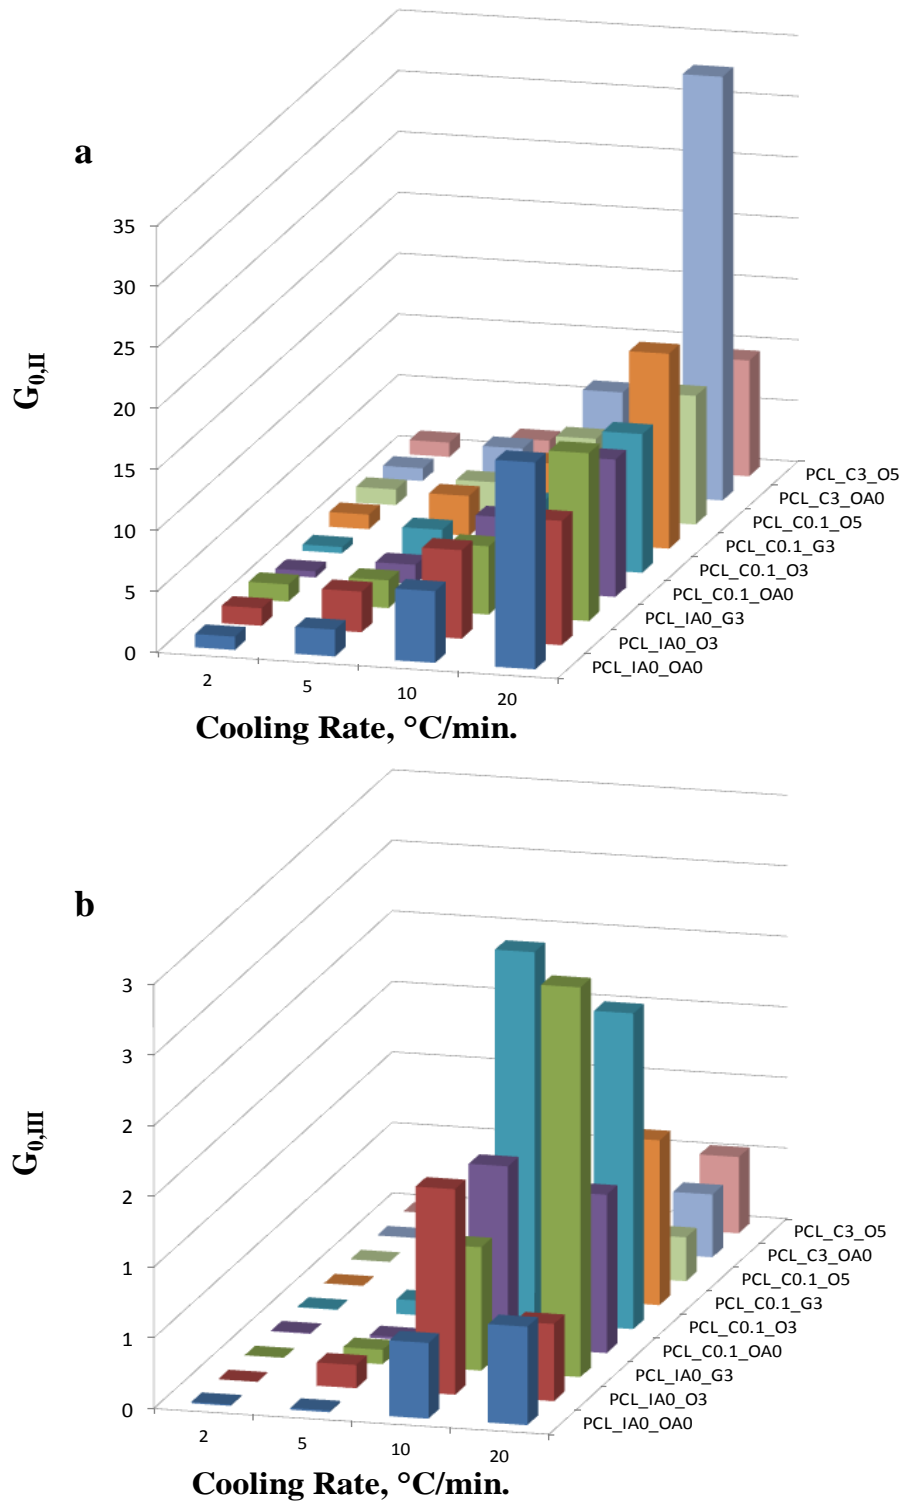 a
35
30
25
20
15
10
5
0
G0,II
2
5
10
20
Cooling Rate, °C/min.
PCL_C3_O5
PCL_C3_OA0
PCL_C0.1_O5
PCL_C0.1_G3
PCL_C0.1_O3
PCL_C0.1_OA0
PCL_IA0_G3
PCL_IA0_O3
PCL_IA0_OA0
b
3
3
2
2
1
1
0
G0,III
2
5
10
20
Cooling Rate, °C/min.
PCL_C3_O5
PCL_C3_OA0
PCL_C0.1_O5
PCL_C0.1_G3
PCL_C0.1_O3
PCL_C0.1_OA0
PCL_IA0_G3
PCL_IA0_O3
PCL_IA0_OA0